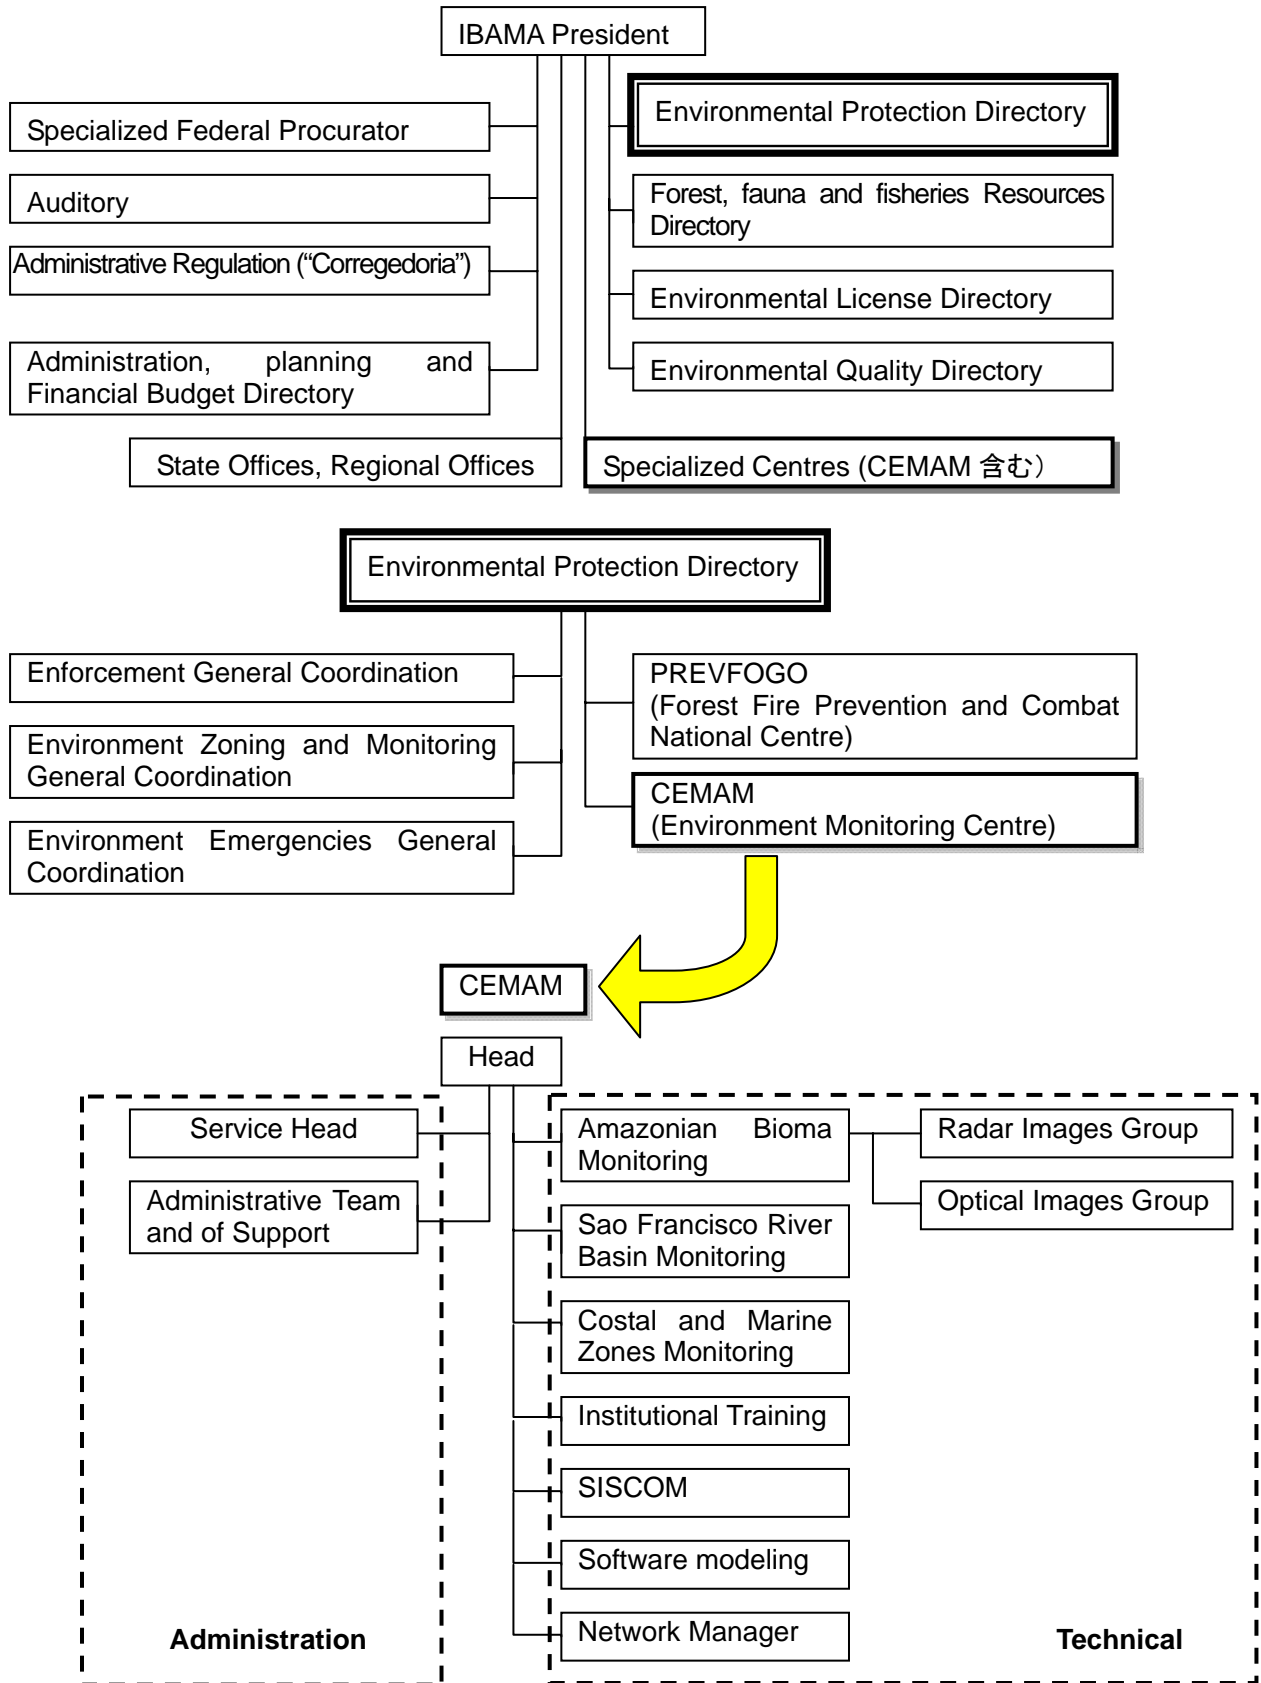 IBAMA President
Environmental Protection Directory
Specialized Federal Procurator
Auditory
Forest, fauna and fisheries Resources
Directory
Administrative Regulation (“Corregedoria”)
Environmental License Directory
Administration, planning and
Financial Budget Directory
Environmental Quality Directory
State Offices, Regional Offices
Specialized Centres (CEMAM 含む）
Environmental Protection Directory
Enforcement General Coordination
PREVFOGO
(Forest Fire Prevention and Combat
National Centre)
Environment Zoning and Monitoring
General Coordination
CEMAM
(Environment Monitoring Centre)
Environment Emergencies General
Coordination
CEMAM
Head
Service Head
Administrative Team
and of Support
Amazonian Bioma
Monitoring
Radar Images Group
Optical Images Group
Sao Francisco River
Basin Monitoring
Costal and Marine
Zones Monitoring
Institutional Training
SISCOM
Software modeling
Network Manager
Administration
Technical